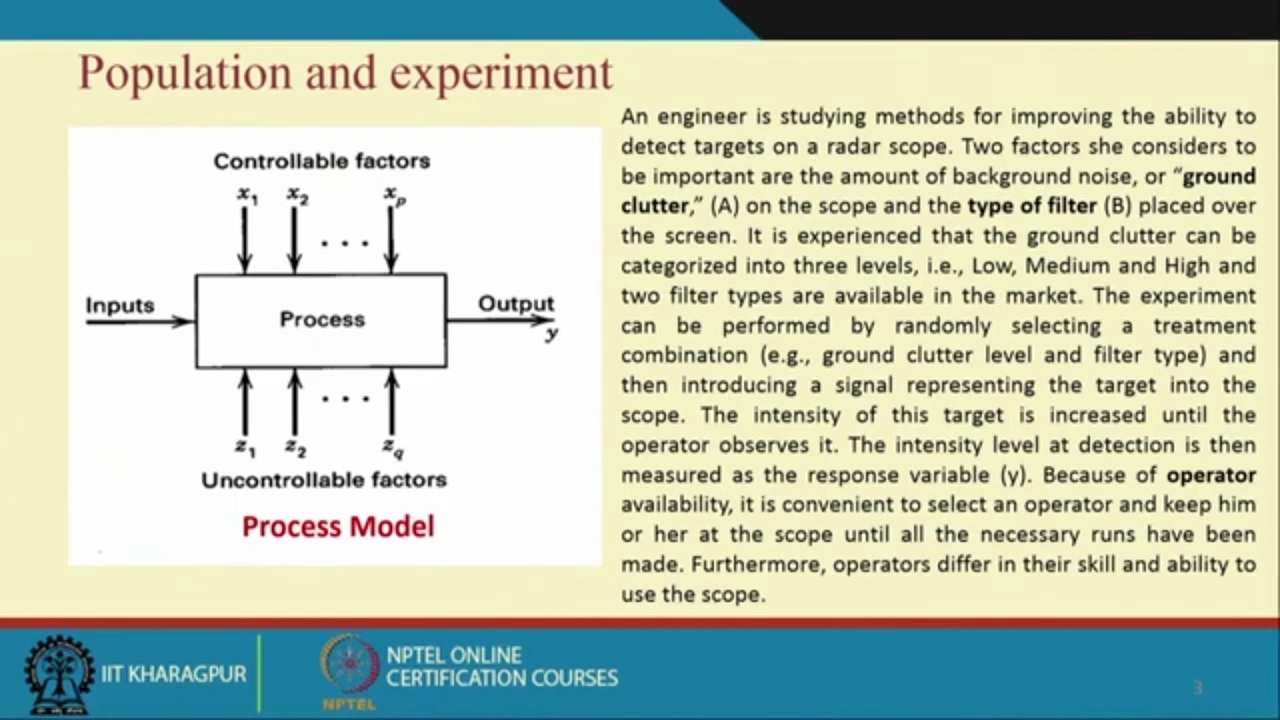 Population and experiment
Controllable factors
x1 x2 xp
. . .
Inputs
Process
Output
y
. . .
z1 z2 zq
Uncontrollable factors
Process Model
An engineer is studying methods for improving the ability to
detect targets on a radar scope. Two factors she considers to
be important are the amount of background noise, or “ground
clutter,” (A) on the scope and the type of filter (B) placed over
the screen. It is experienced that the ground clutter can be
categorized into three levels, i.e., Low, Medium and High and
two filter types are available in the market. The experiment
can be performed by randomly selecting a treatment
combination (e.g., ground clutter level and filter type) and
then introducing a signal representing the target into the
scope. The intensity of this target is increased until the
operator observes it. The intensity level at detection is then
measured as the response variable (y). Because of operator
availability, it is convenient to select an operator and keep him
or her at the scope until all the necessary runs have been
made. Furthermore, operators differ in their skill and ability to
use the scope.
IIT KHARAGPUR
NPTEL
NPTEL ONLINE
CERTIFICATION COURSES
3